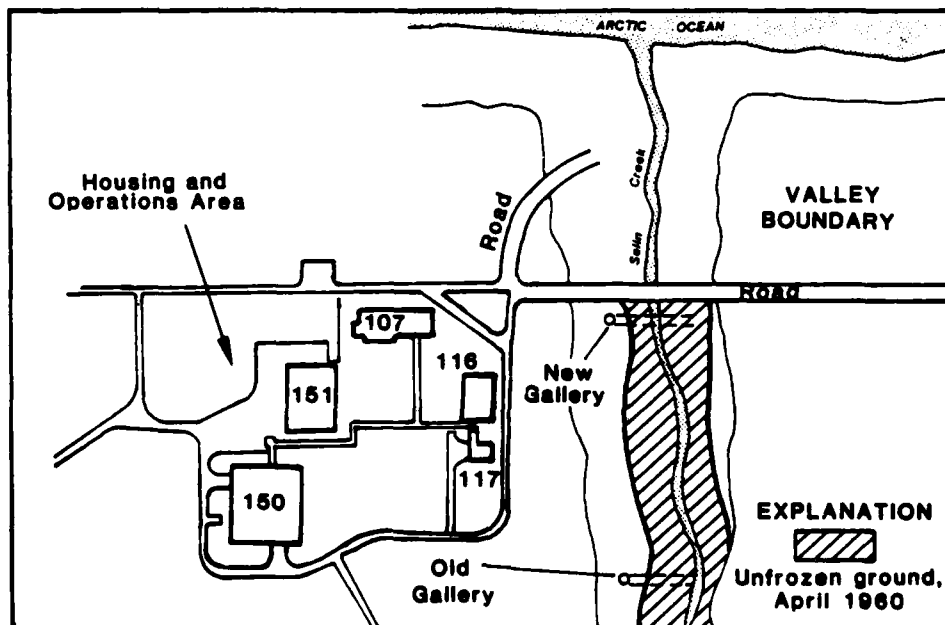 ARCTIC OCEAN
Housing and
Operations Area
Road
Selin Creek
VALLEY
BOUNDARY
Road
107
116
151
New
Gallery
150
117
EXPLANATION
Unfrozen ground,
April 1960
Old
Gallery